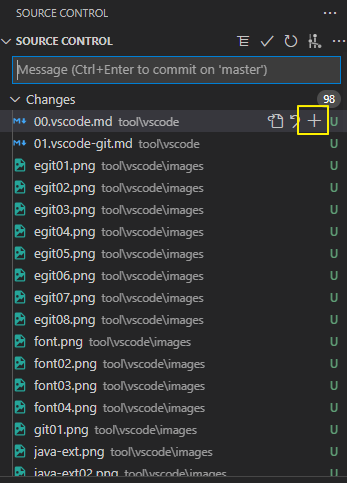 SOURCE CONTROL
SOURCE CONTROL
Message (Ctrl+Enter to commit on 'master')
Changes 98
00.vscode.md tool\vscode U
01.vscode-git.md tool\vscode U
egit01.png tool\vscode\images U
egit02.png tool\vscode\images U
egit03.png tool\vscode\images U
egit04.png tool\vscode\images U
egit05.png tool\vscode\images U
egit06.png tool\vscode\images U
egit07.png tool\vscode\images U
egit08.png tool\vscode\images U
font.png tool\vscode\images U
font02.png tool\vscode\images U
font03.png tool\vscode\images U
font04.png tool\vscode\images U
git01.png tool\vscode\images U
java-ext.png tool\vscode\images U
java-ext02.png tool\vscode\images U